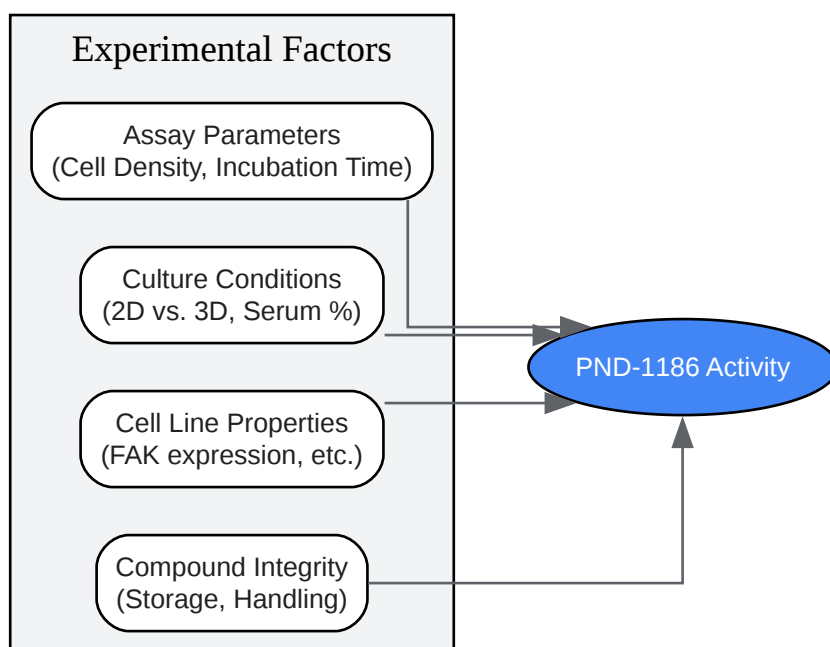 Experimental Factors
Assay Parameters
(Cell Density, Incubation Time)
Culture Conditions
(2D vs. 3D, Serum %)
Cell Line Properties
(FAK expression, etc.)
Compound Integrity
(Storage, Handling)
PND-1186 Activity